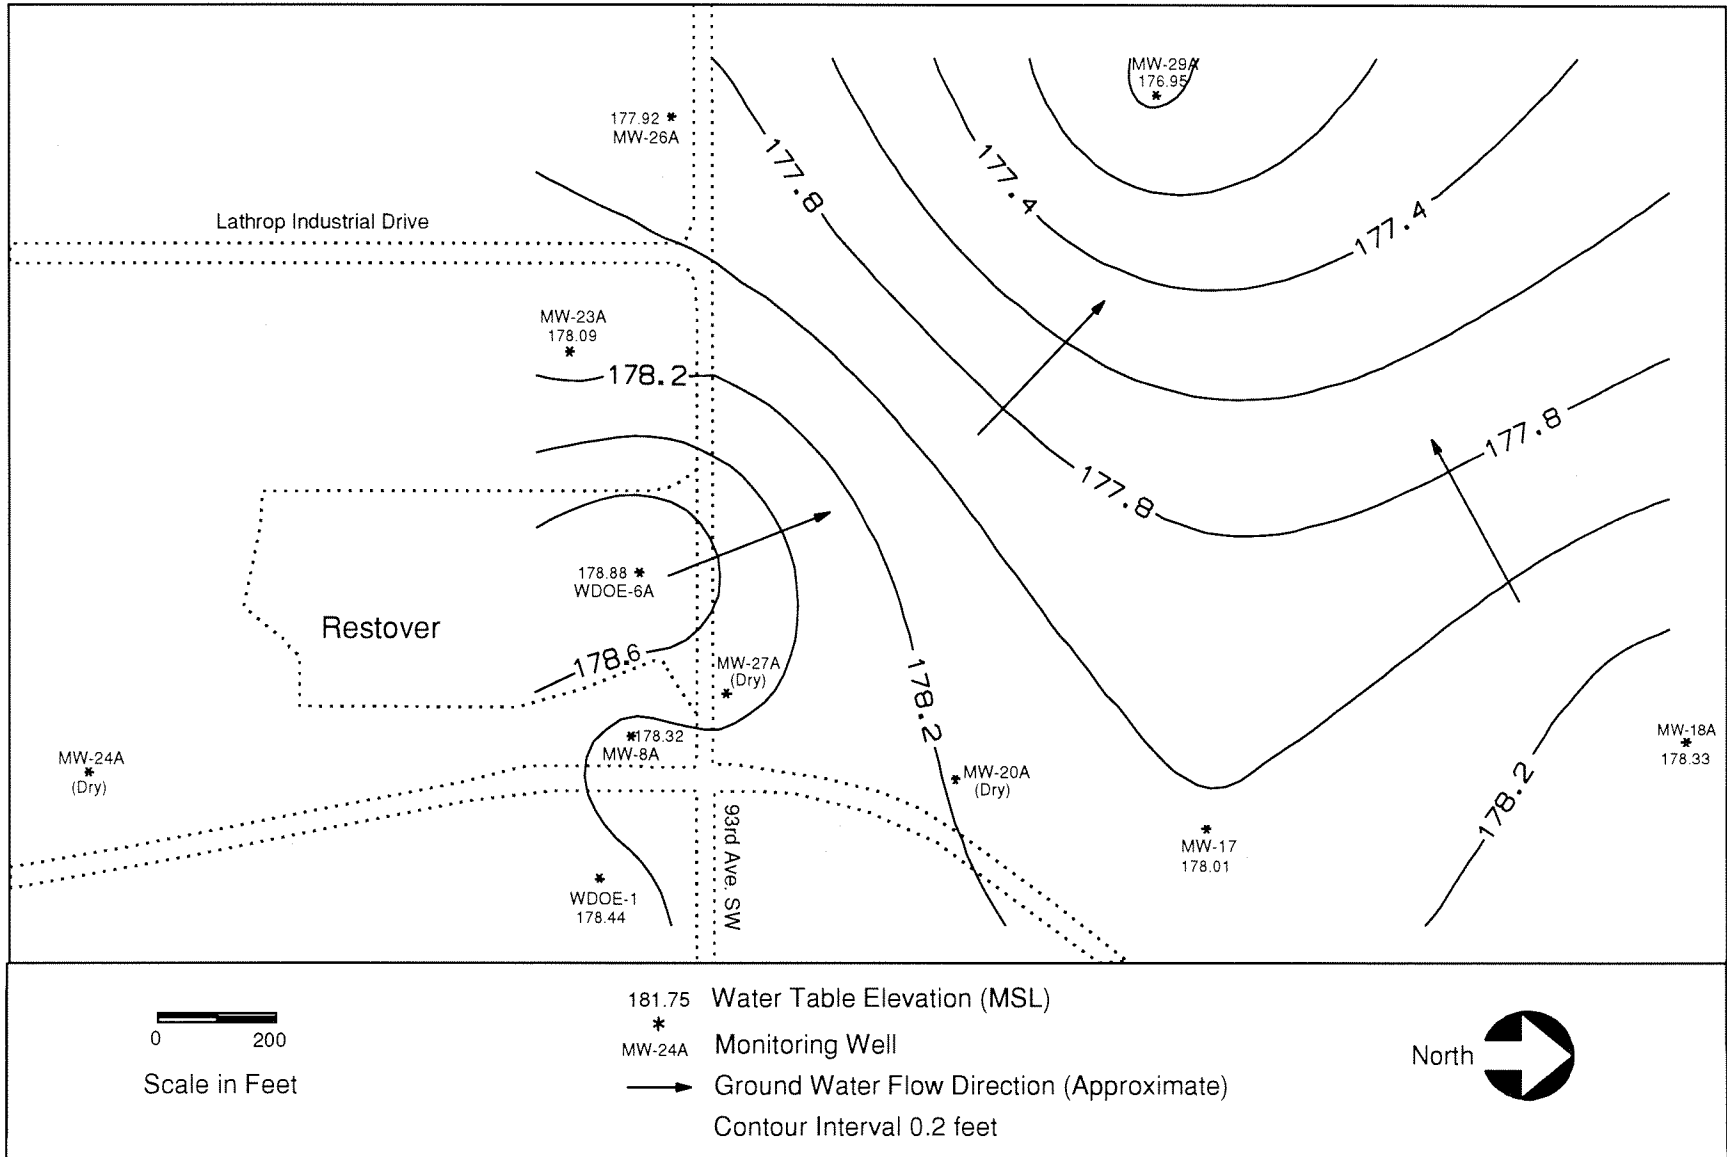 MW-29A
176.95
177.92 *
MW-26A
177.8
177.4
177.4
Lathrop Industrial Drive
MW-23A
178.09
*
178.2
177.8
177.8
178.88 *
WDOE-6A
Restover
178.6
MW-27A
(Dry)
178.2
*178.32
MW-8A
MW-24A
*
(Dry)
* MW-20A
(Dry)
MW-18A
*
178.33
178.2
93rd Ave. SW
*
MW-17
178.01
*
WDOE-1
178.44
0 200
Scale in Feet
181.75 Water Table Elevation (MSL)
*
MW-24A Monitoring Well
Ground Water Flow Direction (Approximate)
Contour Interval 0.2 feet
North